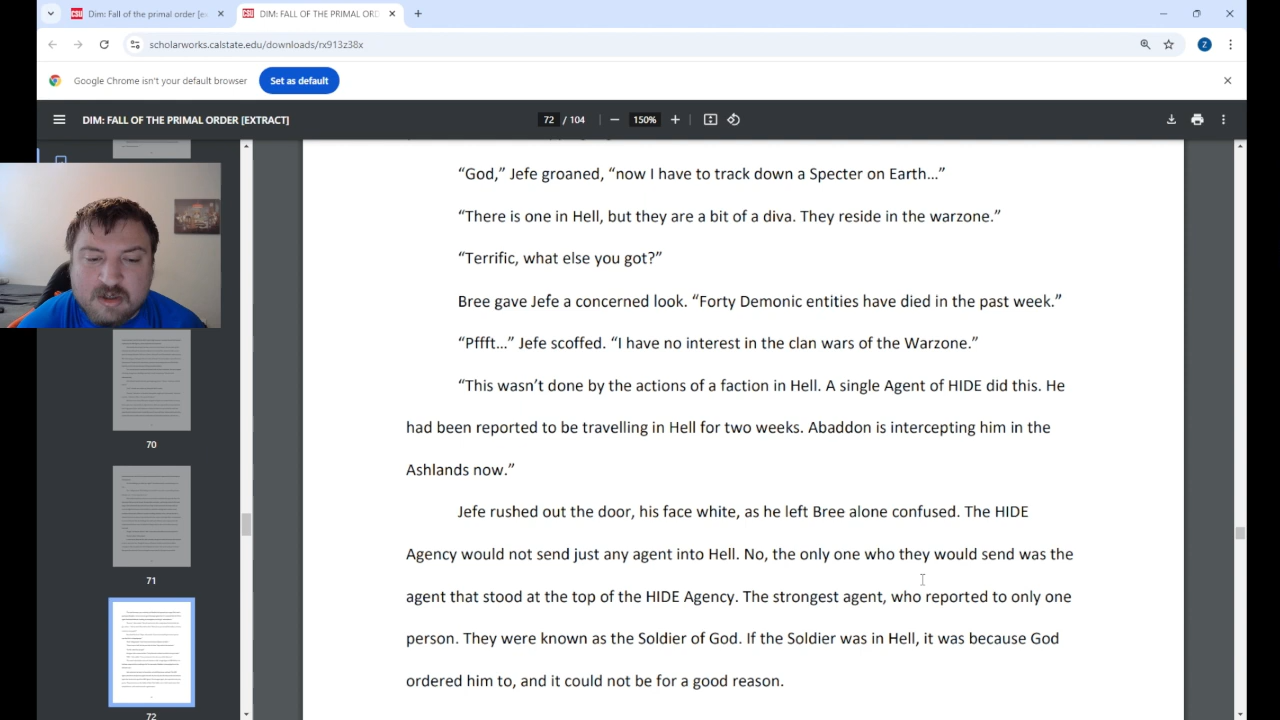 Dim: Fall of the primal order [ex
DIM: FALL OF THE PRIMAL ORD
scholarworks.calstate.edu/downloads/rx913z38x
Z
Google Chrome isn't your default browser
Set as default
DIM: FALL OF THE PRIMAL ORDER [EXTRACT]
72 / 104
150%
“God,” Jefe groaned, “now I have to track down a Specter on Earth…”
“There is one in Hell, but they are a bit of a diva. They reside in the warzone.”
“Terrific, what else you got?”
Bree gave Jefe a concerned look. “Forty Demonic entities have died in the past week.”
“Pffft…” Jefe scoffed. “I have no interest in the clan wars of the Warzone.”
“This wasn’t done by the actions of a faction in Hell. A single Agent of HIDE did this. He
had been reported to be travelling in Hell for two weeks. Abaddon is intercepting him in the
Ashlands now.”
Jefe rushed out the door, his face white, as he left Bree alone confused. The HIDE
Agency would not send just any agent into Hell. No, the only one who they would send was the
agent that stood at the top of the HIDE Agency. The strongest agent, who reported to only one
person. They were known as the Soldier of God. If the Soldier was in Hell, it was because God
ordered him to, and it could not be for a good reason.
70
71
72